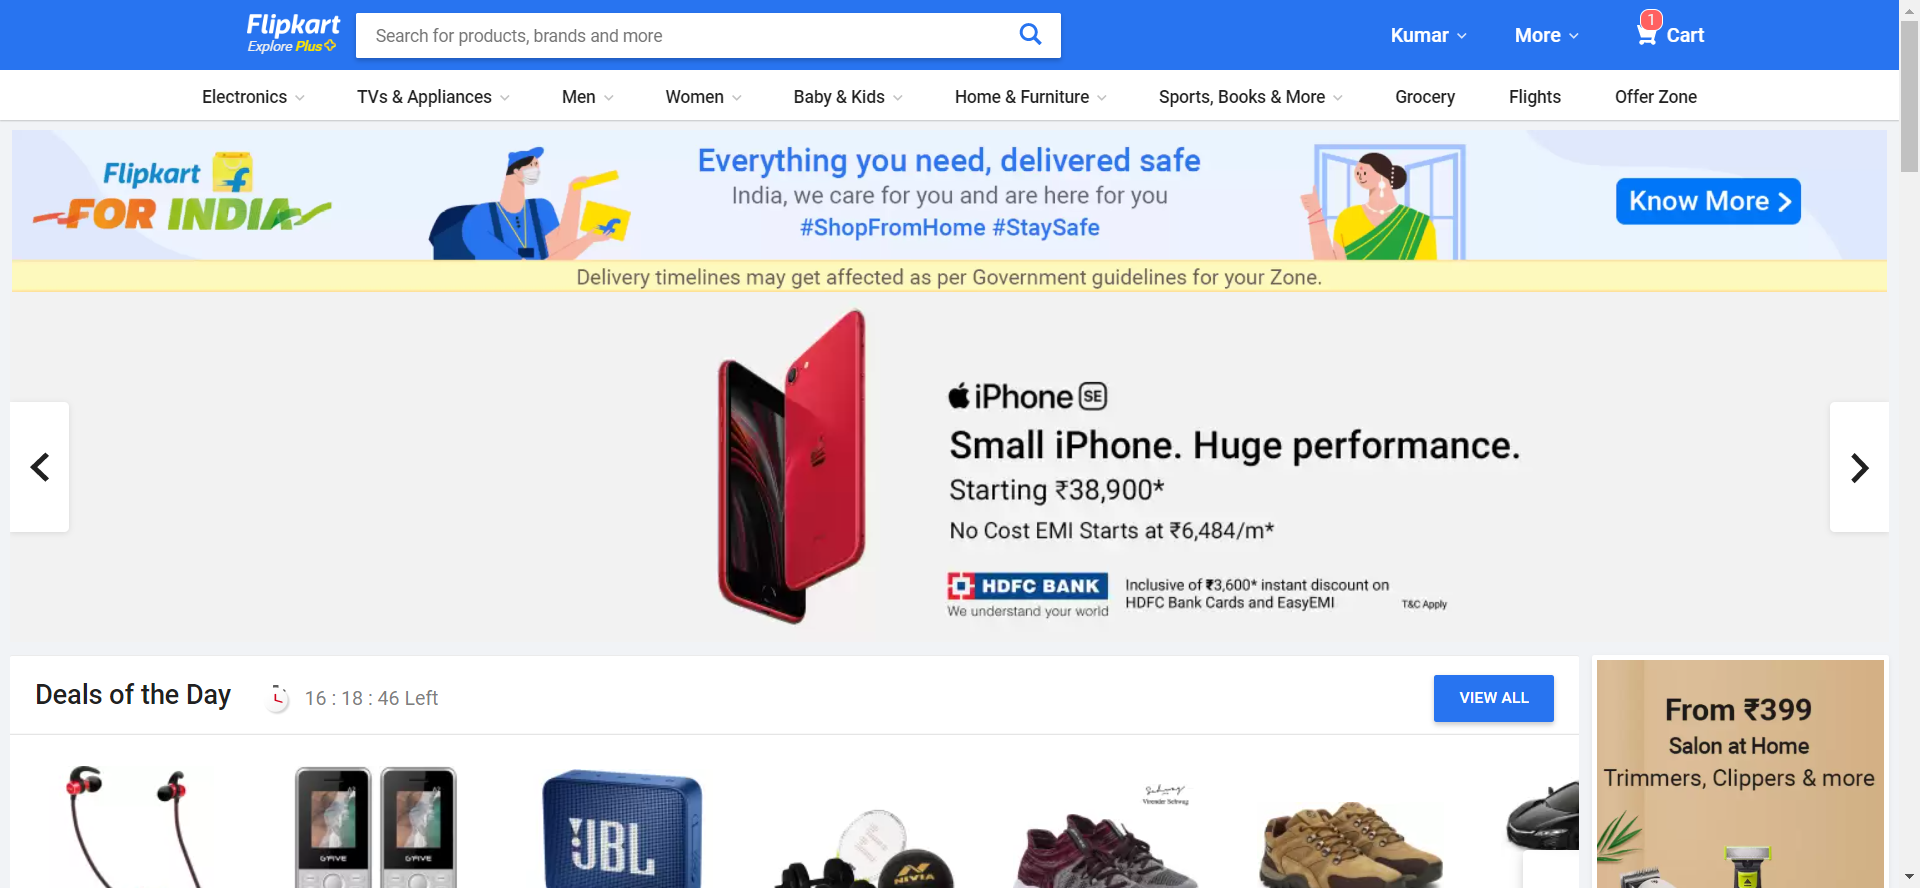 Flipkart
Explore Plus
Search for products, brands and more
Kumar
More
1
Cart
Electronics
TVs & Appliances
Men
Women
Baby & Kids
Home & Furniture
Sports, Books & More
Grocery
Flights
Offer Zone
Flipkart
FOR INDIA
Everything you need, delivered safe
India, we care for you and are here for you
#ShopFromHome #StaySafe
Know More
Delivery timelines may get affected as per Government guidelines for your Zone.
iPhone SE
Small iPhone. Huge performance.
Starting ₹38,900*
No Cost EMI Starts at ₹6,484/m*
HDFC BANK
We understand your world
Inclusive of ₹3,600* instant discount on
HDFC Bank Cards and EasyEMI
T&C Apply
Deals of the Day
16 : 18 : 46 Left
VIEW ALL
From ₹399
Salon at Home
Trimmers, Clippers & more
GFIVE
GFIVE
JBL
NIVIA
Sehwag
Virender Sehwag